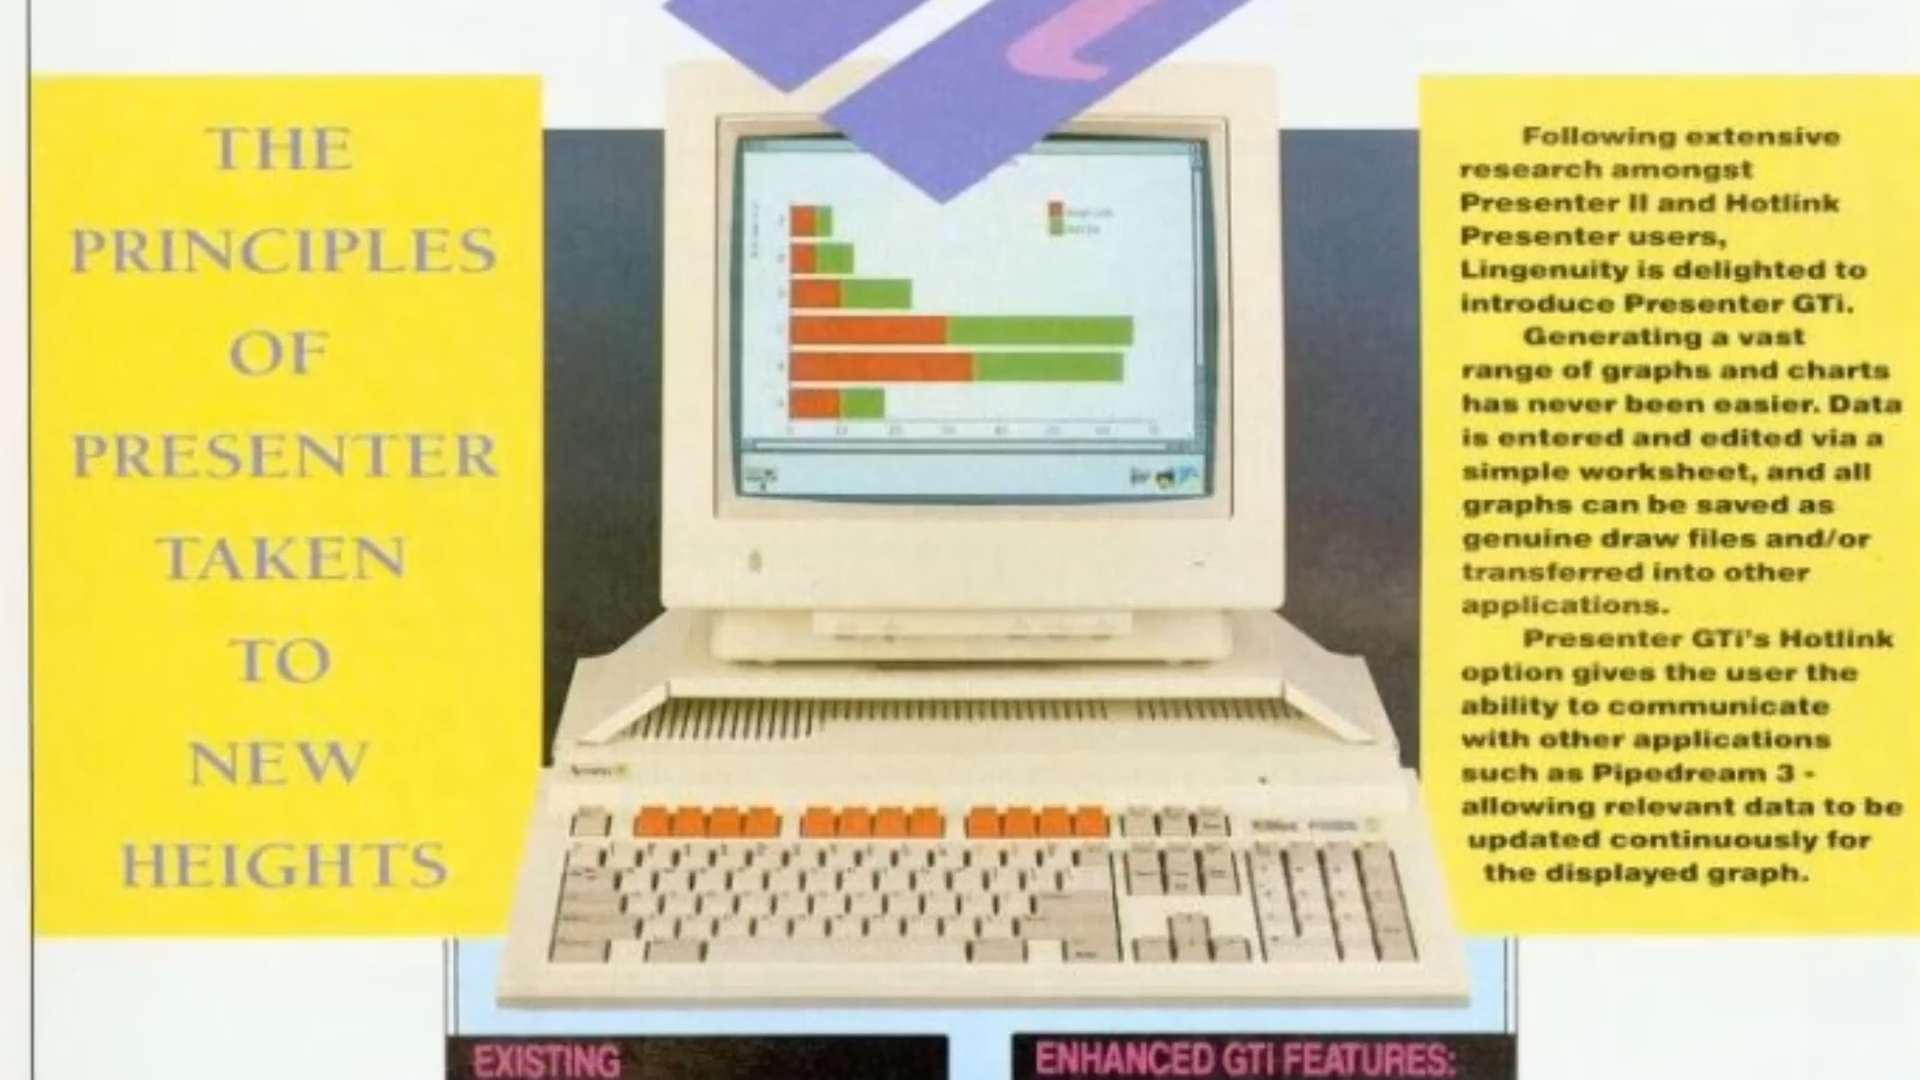 THE
PRINCIPLES
OF
PRESENTER
TAKEN
TO
NEW
HEIGHTS
Following extensive
research amongst
Presenter II and Hotlink
Presenter users,
Lingenuity is delighted to
introduce Presenter GTi.
Generating a vast
range of graphs and charts
has never been easier. Data
is entered and edited via a
simple worksheet, and all
graphs can be saved as
genuine draw files and/or
transferred into other
applications.
Presenter GTi's Hotlink
option gives the user the
ability to communicate
with other applications
such as Pipedream 3 -
allowing relevant data to be
updated continuously for
the displayed graph.
EXISTING
ENHANCED GTi FEATURES: